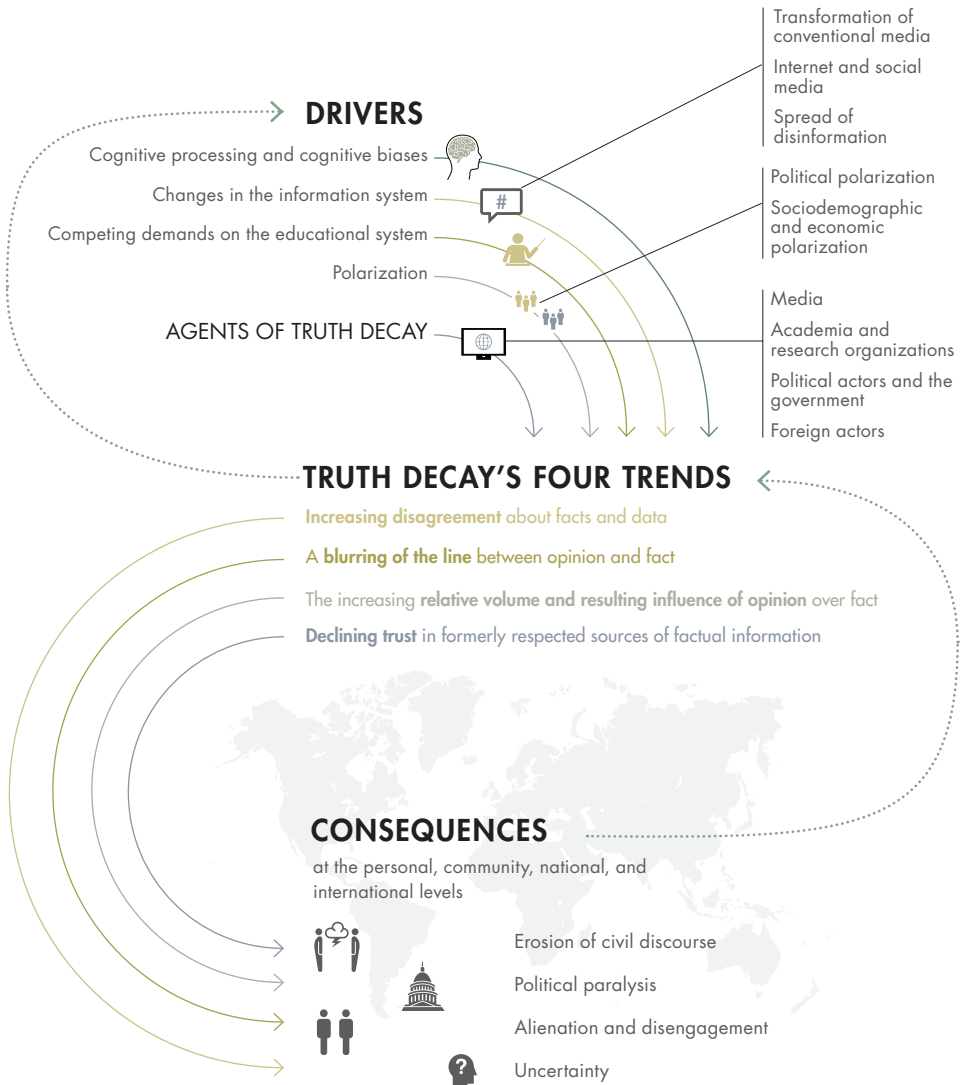 DRIVERS
Cognitive processing and cognitive biases
Changes in the information system
#
Competing demands on the educational system
Polarization
AGENTS OF TRUTH DECAY
Transformation of
conventional media
Internet and social
media
Spread of
disinformation
Political polarization
Sociodemographic
and economic
polarization
Media
Academia and
research organizations
Political actors and the
government
Foreign actors
TRUTH DECAY’S FOUR TRENDS
Increasing disagreement about facts and data
A blurring of the line between opinion and fact
The increasing relative volume and resulting influence of opinion over fact
Declining trust in formerly respected sources of factual information
CONSEQUENCES
at the personal, community, national, and
international levels
Erosion of civil discourse
Political paralysis
Alienation and disengagement
?
Uncertainty